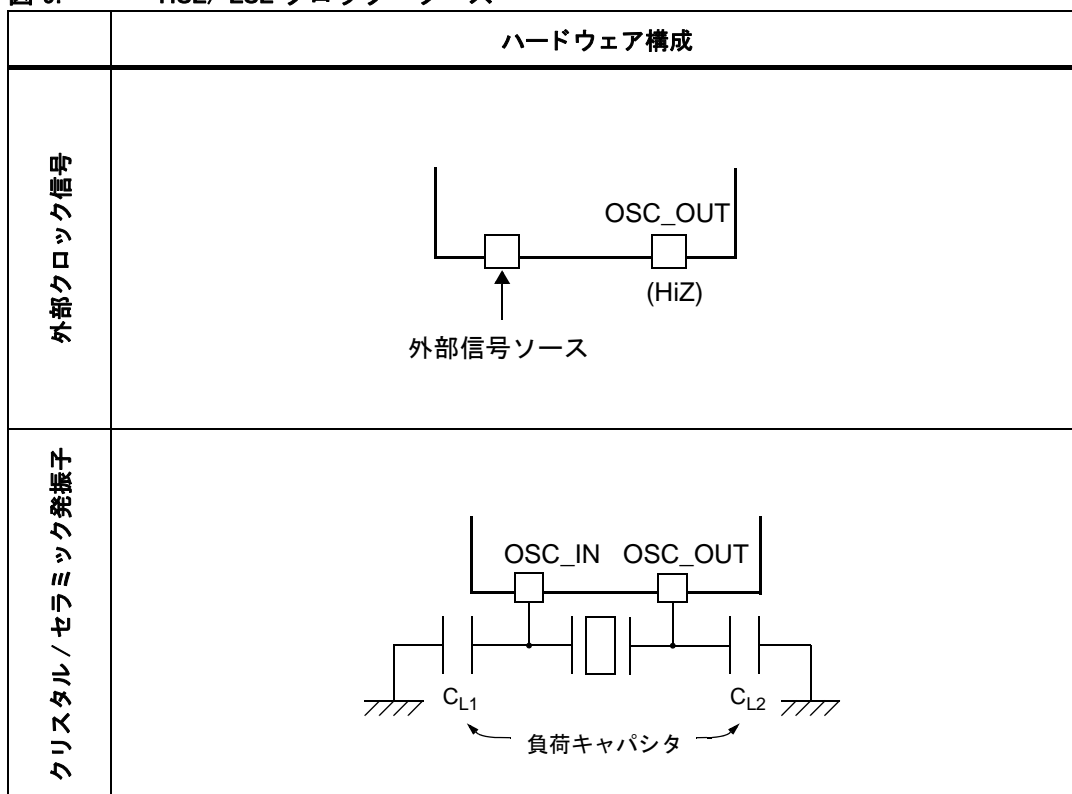 ハードウェア構成
外部クロック信号
OSC_OUT
(HiZ)
外部信号ソース
クリスタル / セラミック発振子
OSC_IN OSC_OUT
CL1 CL2
負荷キャパシタ